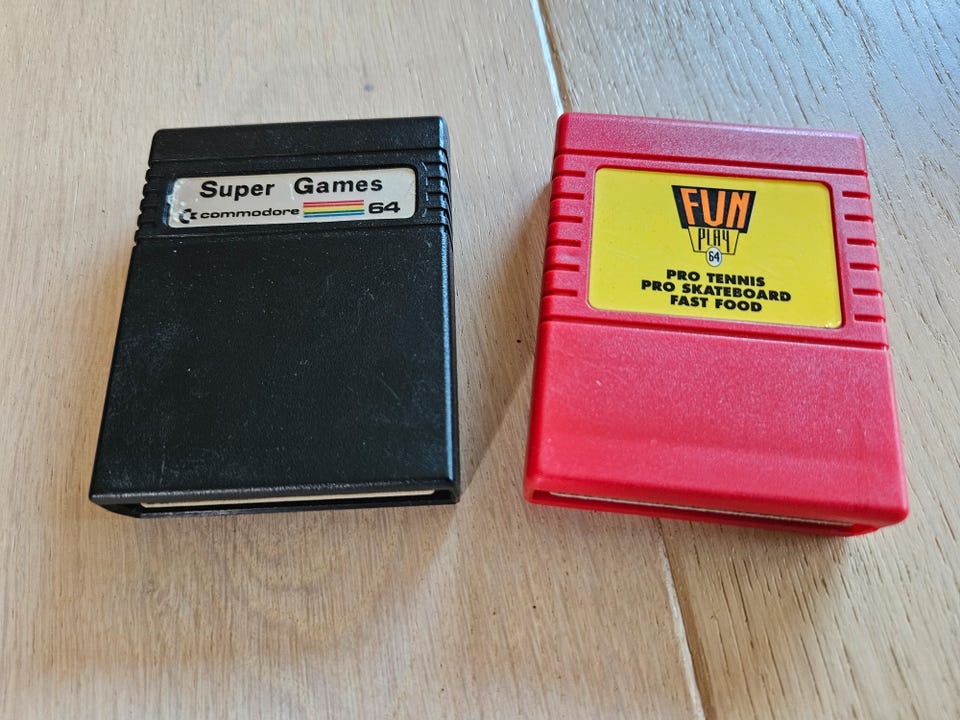 Super Games
commodore 64
FUN
PLAY
64
PRO TENNIS
PRO SKATEBOARD
FAST FOOD